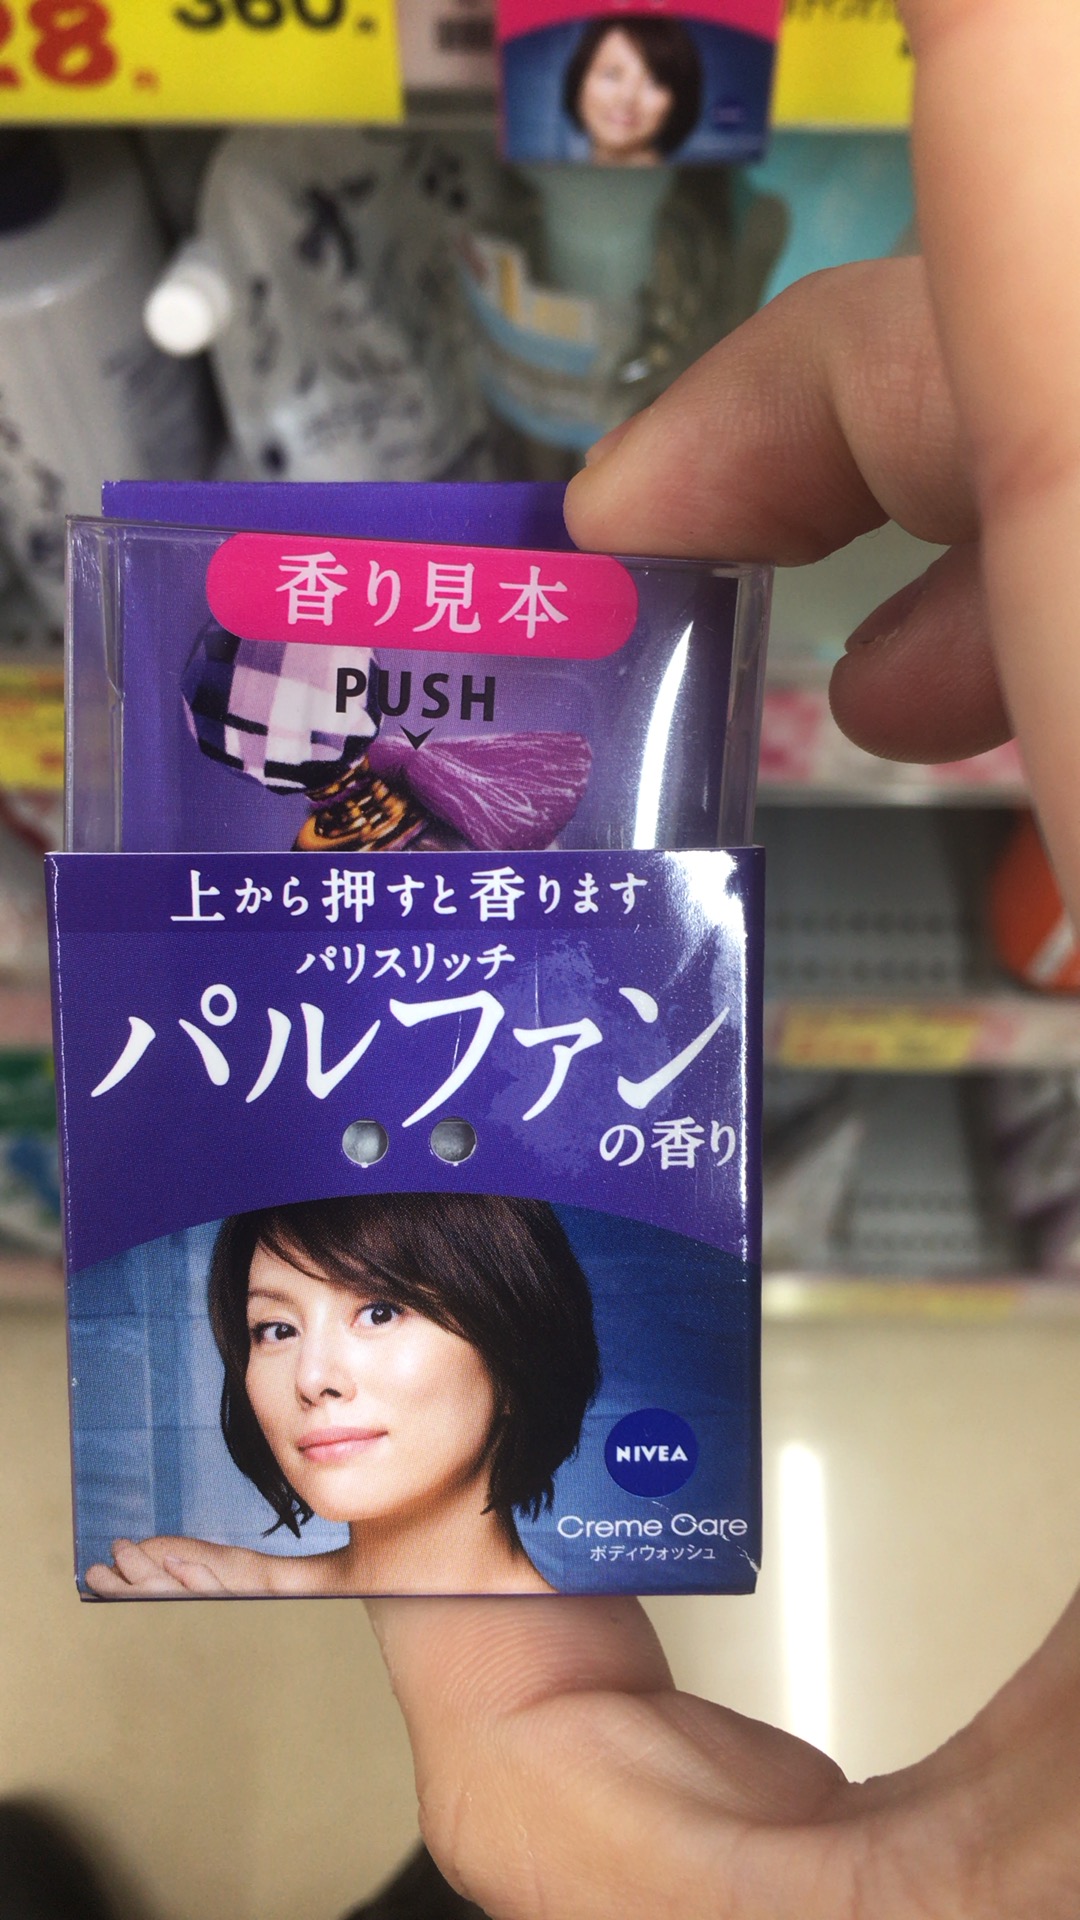 28
360
香り見本
PUSH
上から押すと香ります
パリスリッチ
パルファン
の香り
NIVEA
Creme Care
ボディウォッシュ